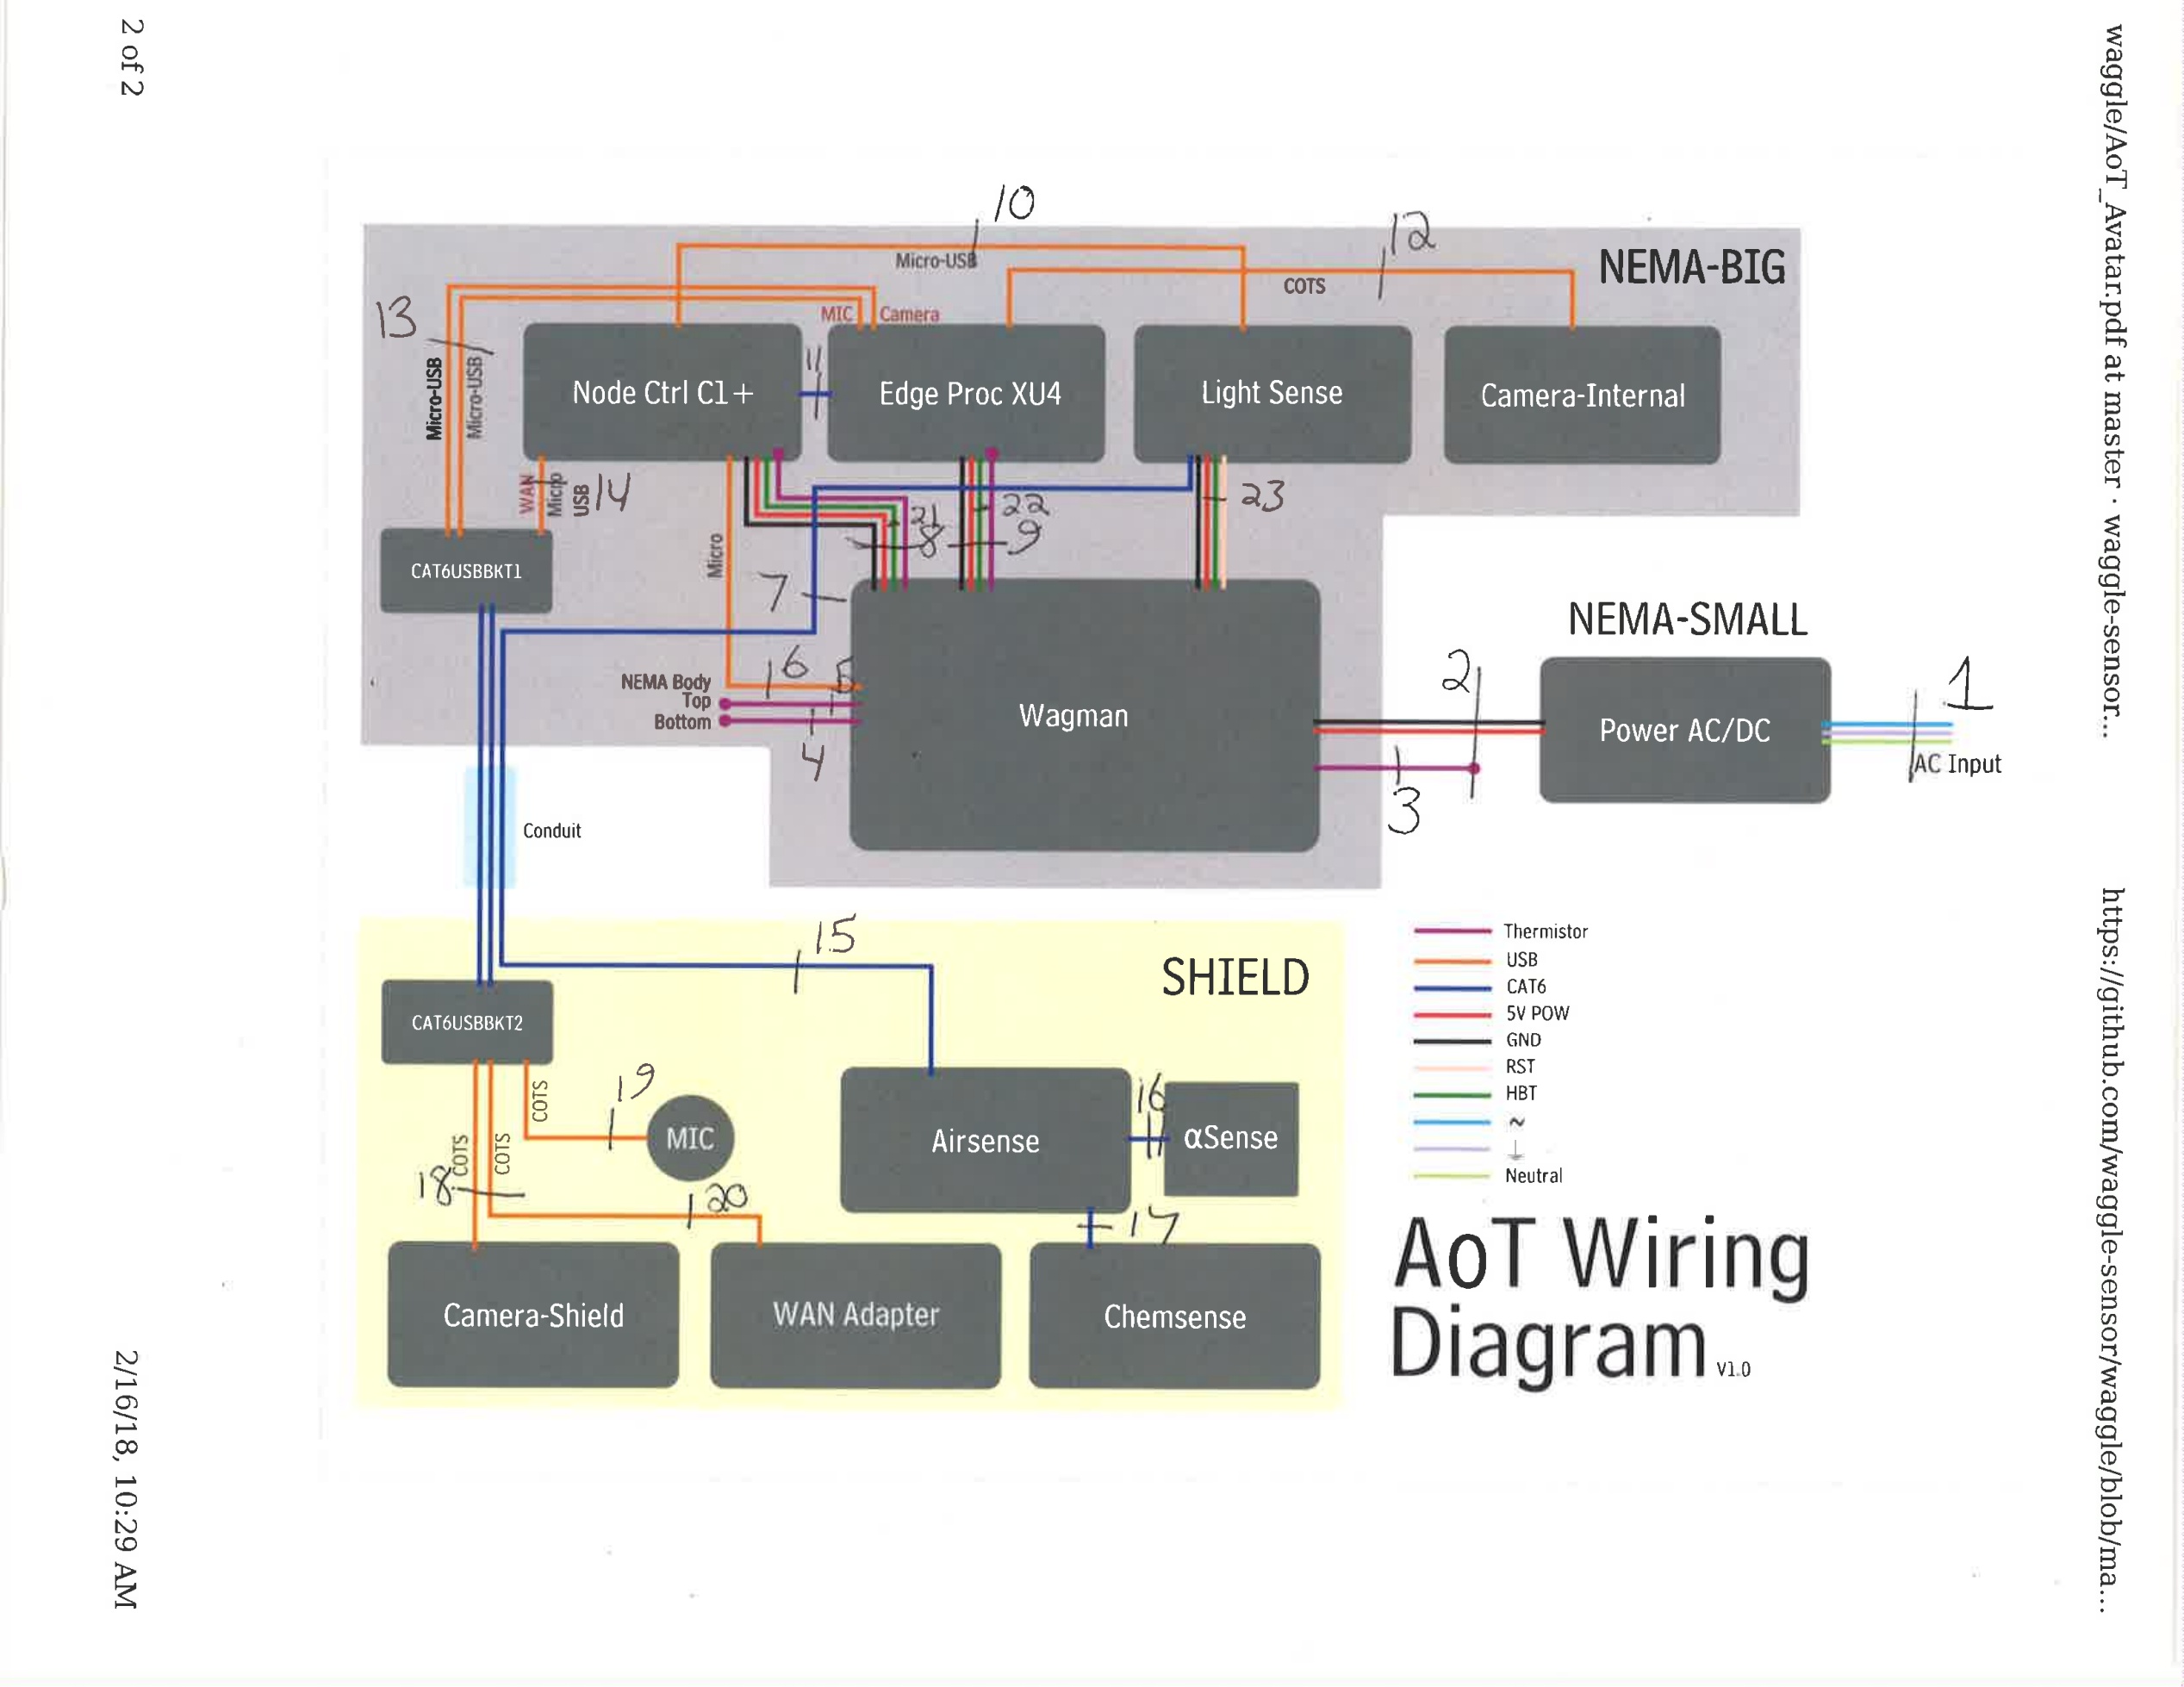 2 of 2
waggle/AoT_Avatar.pdf at master · waggle-sensor...
https://github.com/waggle-sensor/waggle/blob/ma...
2/16/18, 10:29 AM
10
12
NEMA-BIG
Micro-USB
COTS
13
MIC
Camera
Micro-USB
Micro-USB
Node Ctrl C1+
11
Edge Proc XU4
Light Sense
Camera-Internal
WAN
Micro
USB
14
21
8
22
9
23
CAT6USBBKT1
Micro
7
NEMA-SMALL
6
5
NEMA Body
Top
Bottom
4
Wagman
2
3
Power AC/DC
1
AC Input
Conduit
15
SHIELD
Thermistor
USB
CAT6
5V POW
GND
RST
HBT
~
⏚
Neutral
CAT6USBBKT2
COTS
19
MIC
COTS
COTS
18
20
Airsense
16
αSense
17
Camera-Shield
WAN Adapter
Chemsense
AoT Wiring
Diagram v1.0